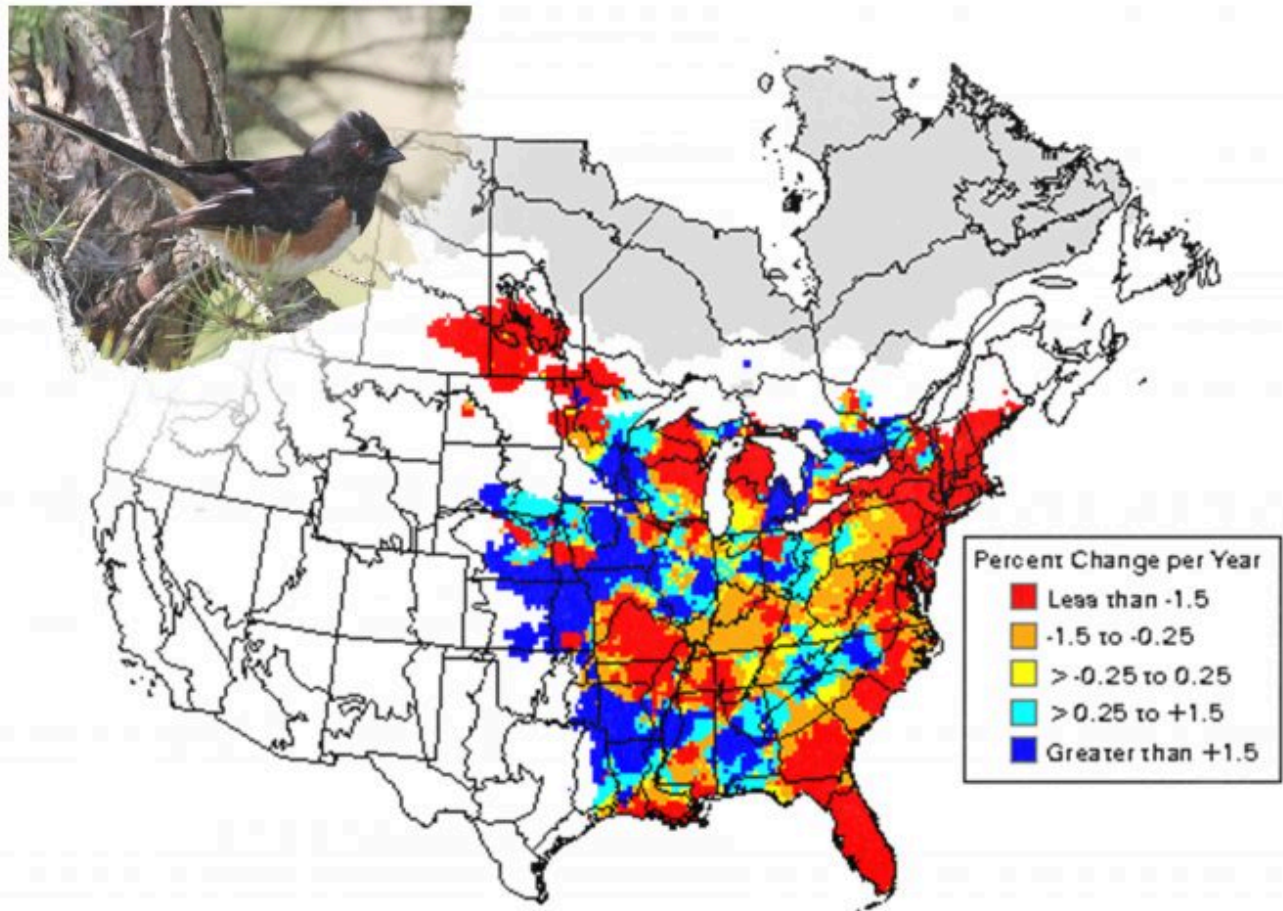 Percent Change per Year
Less than -1.5
-1.5 to -0.25
> -0.25 to 0.25
> 0.25 to +1.5
Greater than +1.5